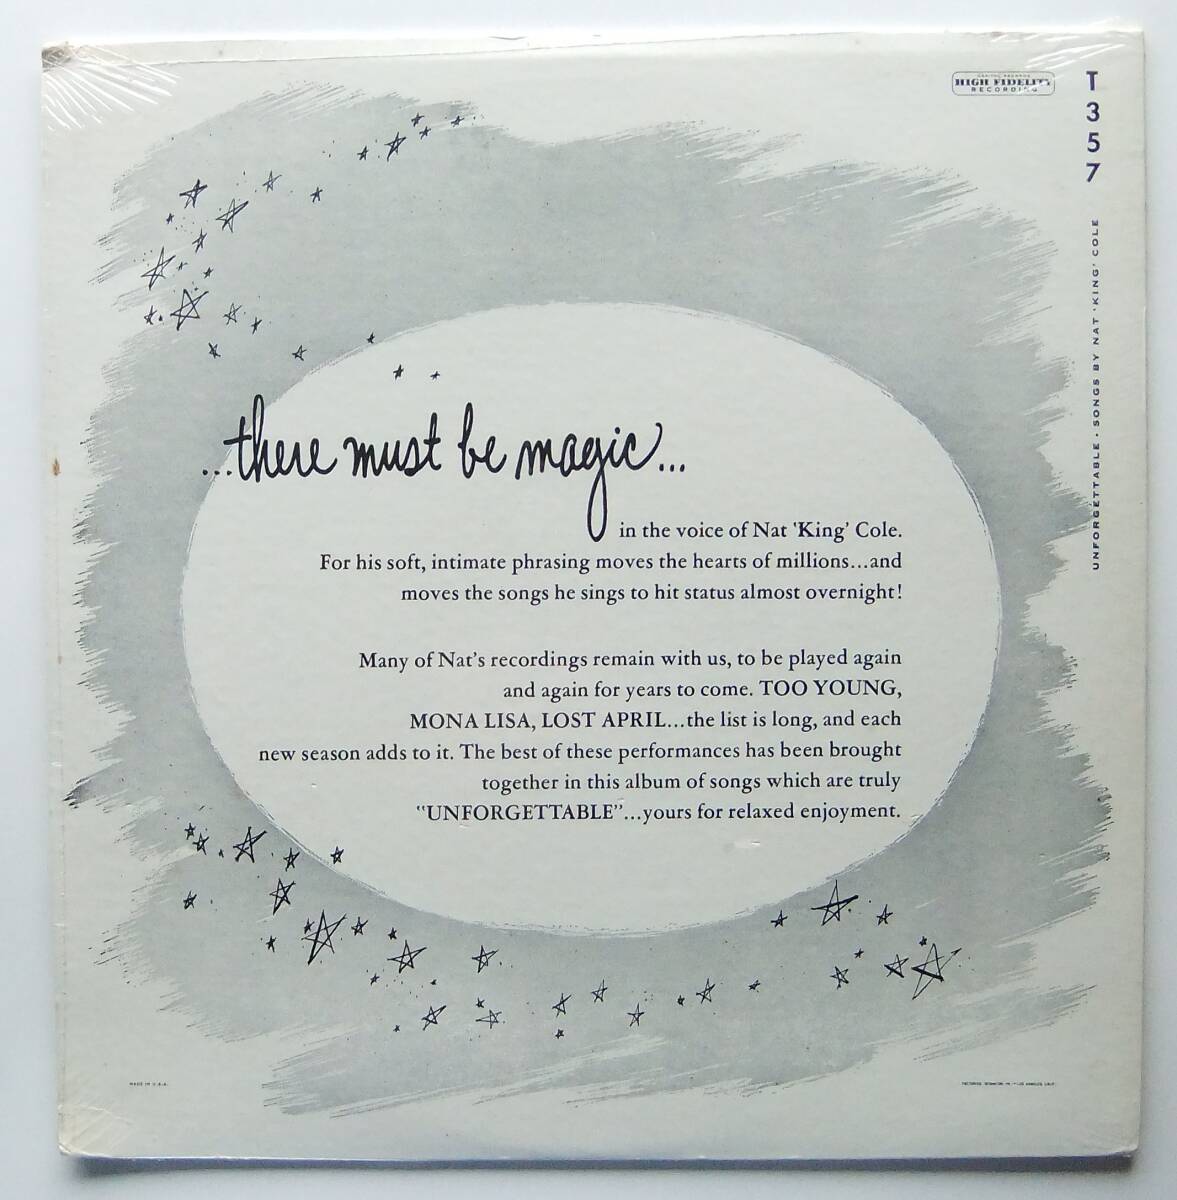 CAPITOL RECORDS
HIGH FIDELITY
RECORDING
T
3
5
7
UNFORGETTABLE • SONGS BY NAT 'KING' COLE
...there must be magic...
in the voice of Nat 'King' Cole.
For his soft, intimate phrasing moves the hearts of millions...and
moves the songs he sings to hit status almost overnight!
Many of Nat's recordings remain with us, to be played again
and again for years to come. TOO YOUNG,
MONA LISA, LOST APRIL...the list is long, and each
new season adds to it. The best of these performances has been brought
together in this album of songs which are truly
"UNFORGETTABLE"...yours for relaxed enjoyment.
MADE IN U.S.A.